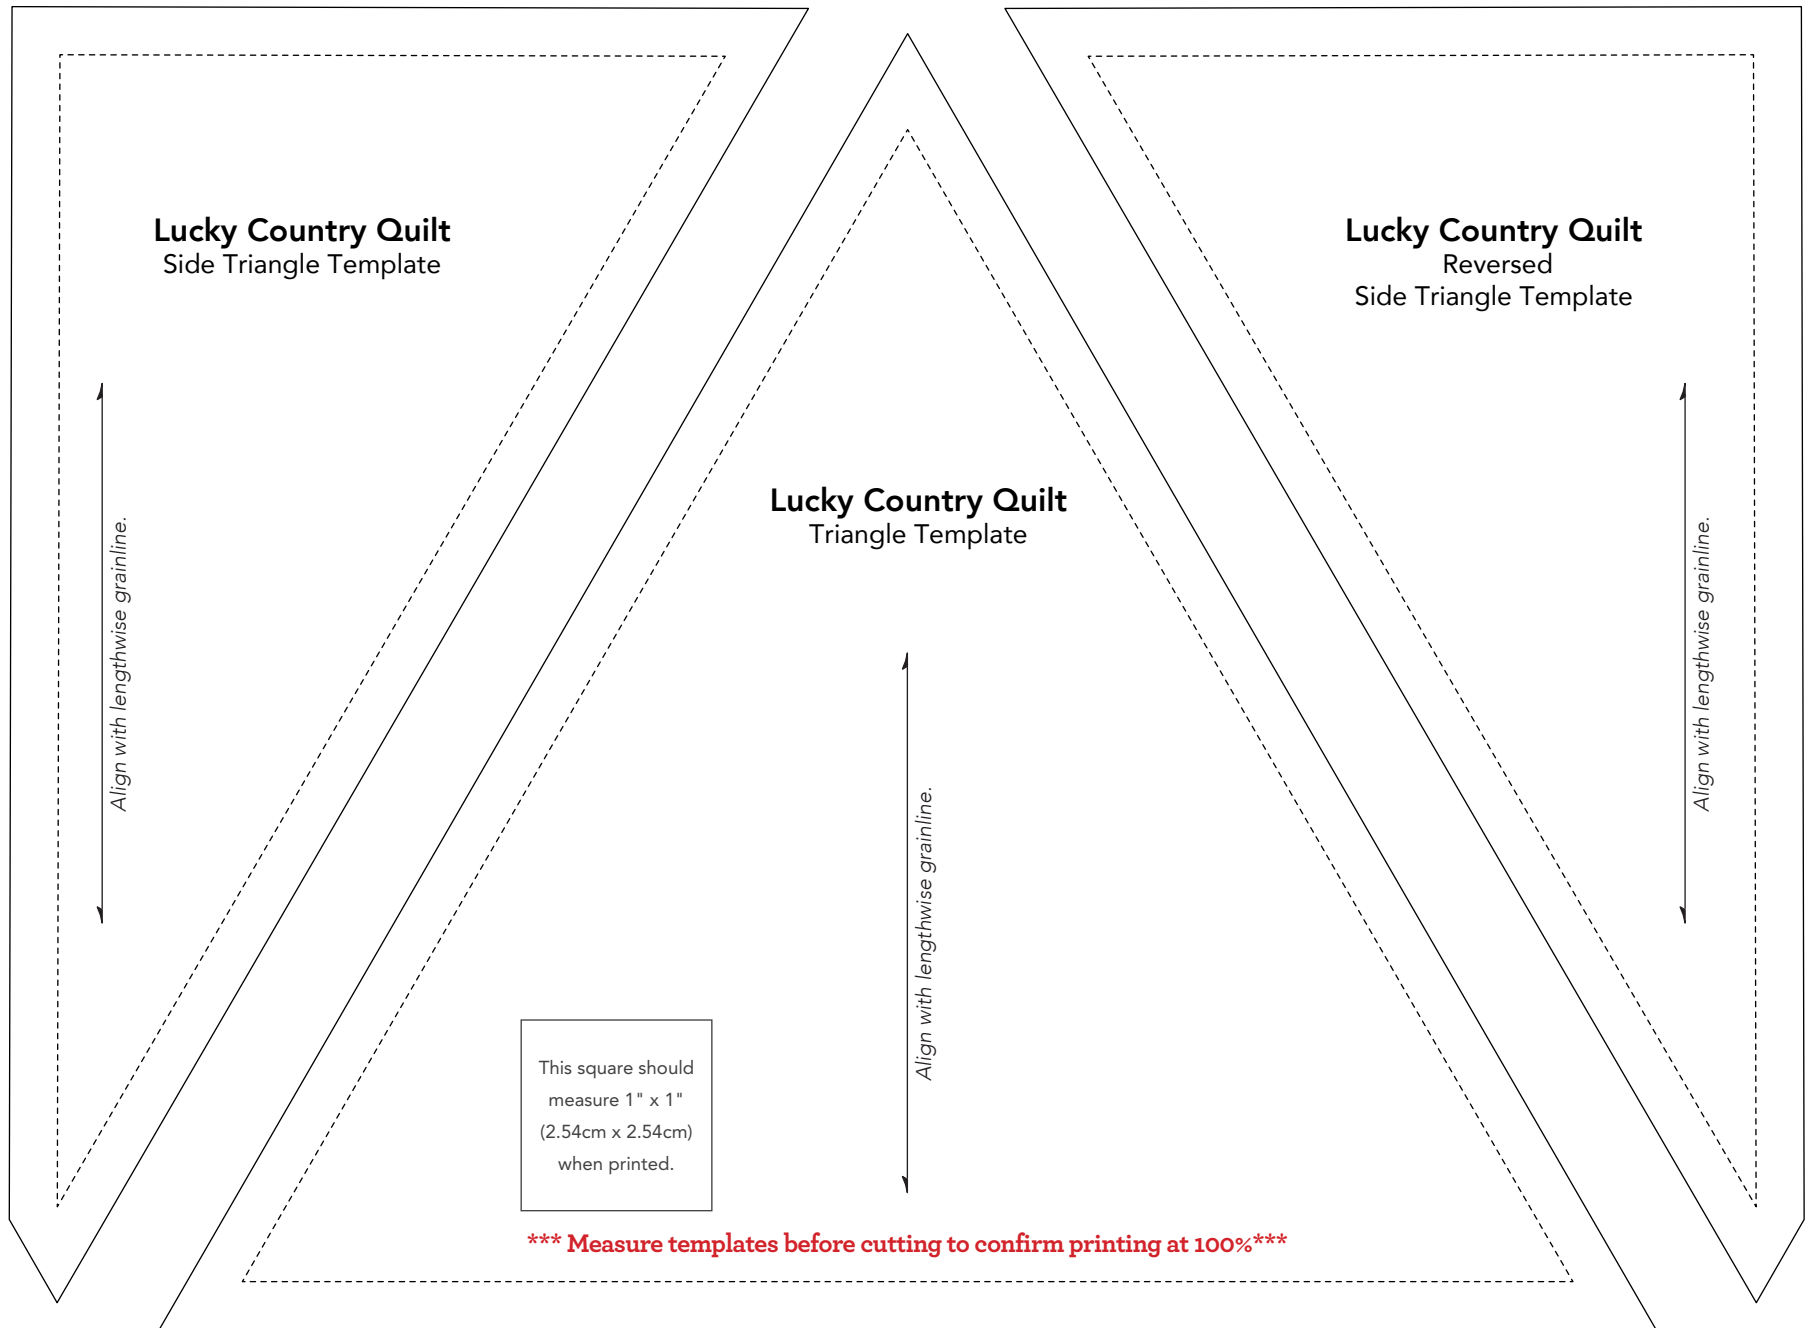 Lucky Country Quilt
Side Triangle Template
Align with lengthwise grainline.
Lucky Country Quilt
Reversed
Side Triangle Template
Align with lengthwise grainline.
Lucky Country Quilt
Triangle Template
Align with lengthwise grainline.
This square should
measure 1" x 1"
(2.54cm x 2.54cm)
when printed.
*** Measure templates before cutting to confirm printing at 100%***